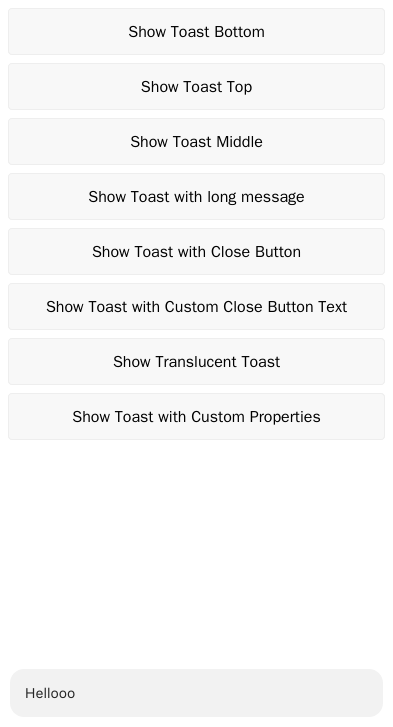 Show Toast Bottom
Show Toast Top
Show Toast Middle
Show Toast with long message
Show Toast with Close Button
Show Toast with Custom Close Button Text
Show Translucent Toast
Show Toast with Custom Properties
Hellooo